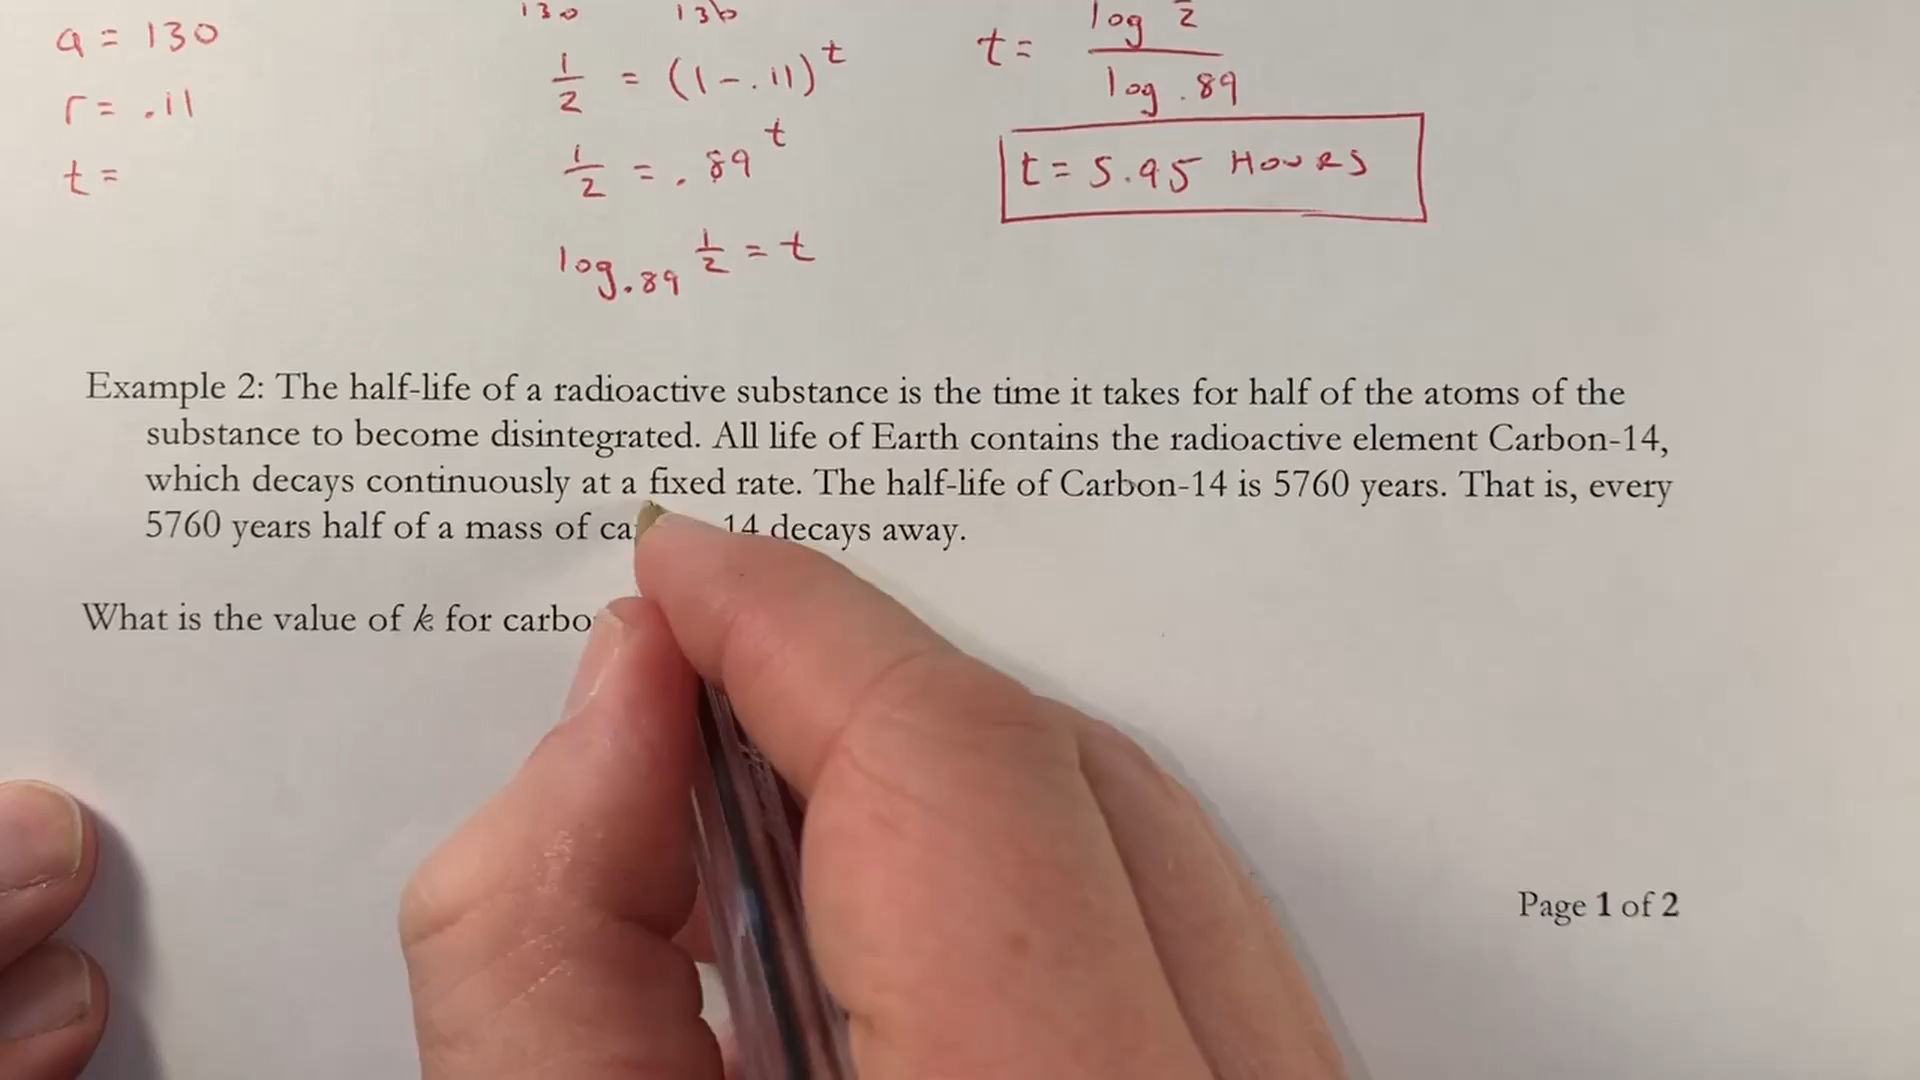 a = 130
r = .11
t =
130 130
1/2 = (1 - .11)^t
1/2 = .89^t
log.89 1/2 = t
t = log 2 / log .89
t = 5.95 HOURS
Example 2: The half-life of a radioactive substance is the time it takes for half of the atoms of the
substance to become disintegrated. All life of Earth contains the radioactive element Carbon-14,
which decays continuously at a fixed rate. The half-life of Carbon-14 is 5760 years. That is, every
5760 years half of a mass of ca 14 decays away.
What is the value of k for carbo
Page 1 of 2